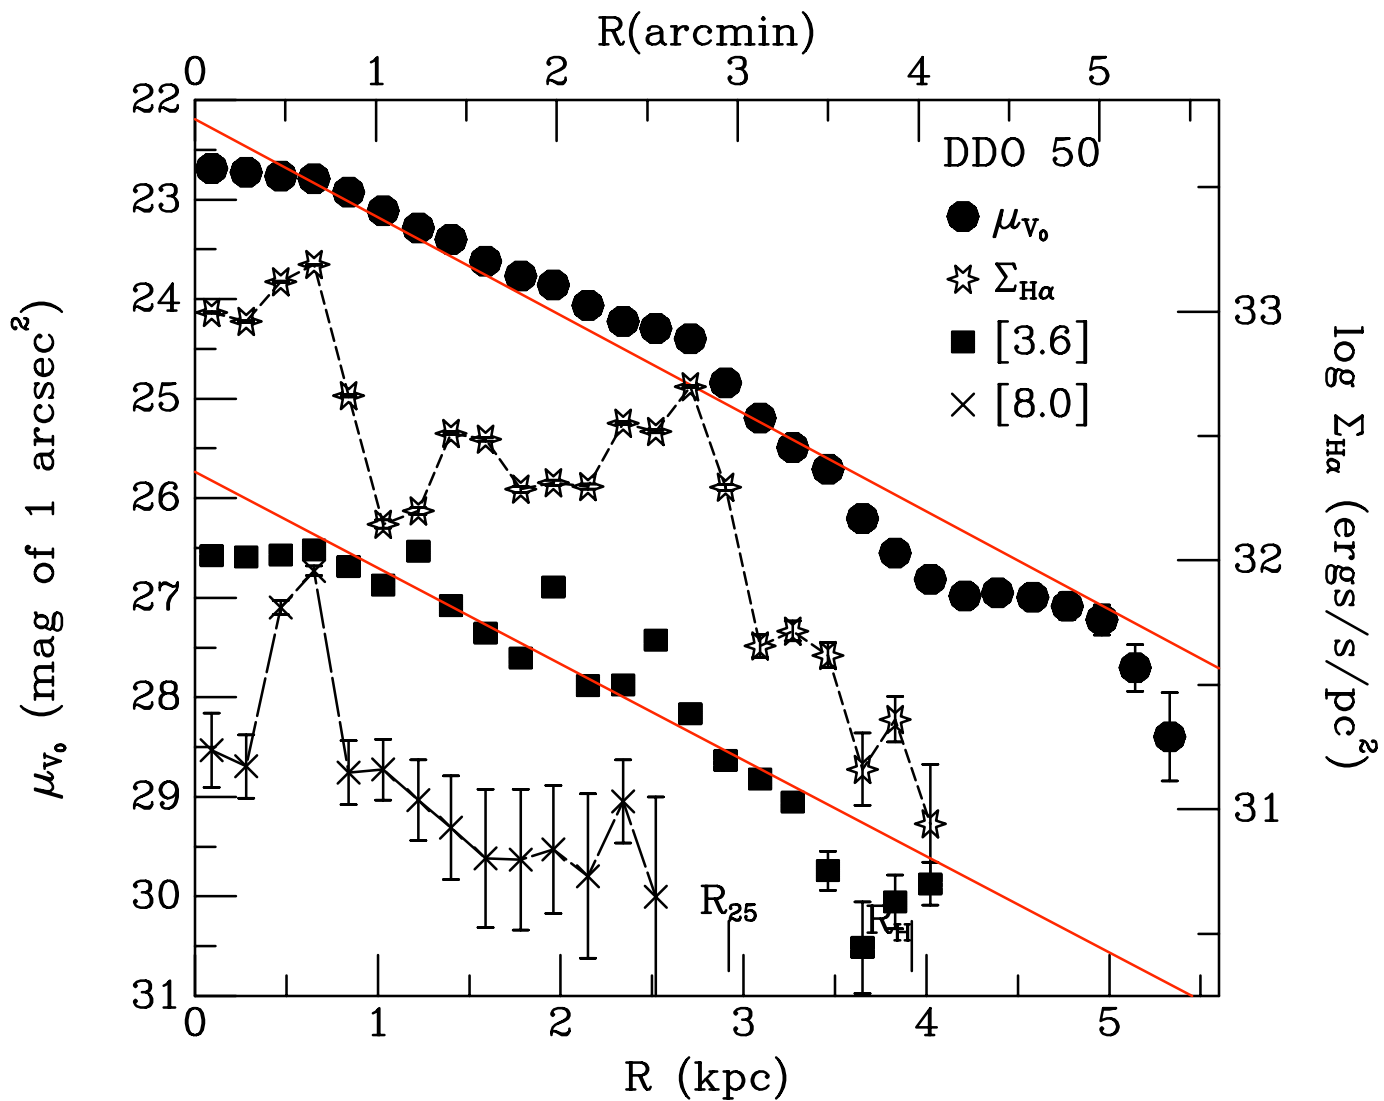 R(arcmin)
0 1 2 3 4 5
22
23
24
25
26
27
28
29
30
31
μV₀ (mag of 1 arcsec²)
DDO 50
μV₀
ΣHα
[3.6]
[8.0]
33
32
31
log ΣHα (ergs/s/pc²)
R25
RH
0 1 2 3 4 5
R (kpc)